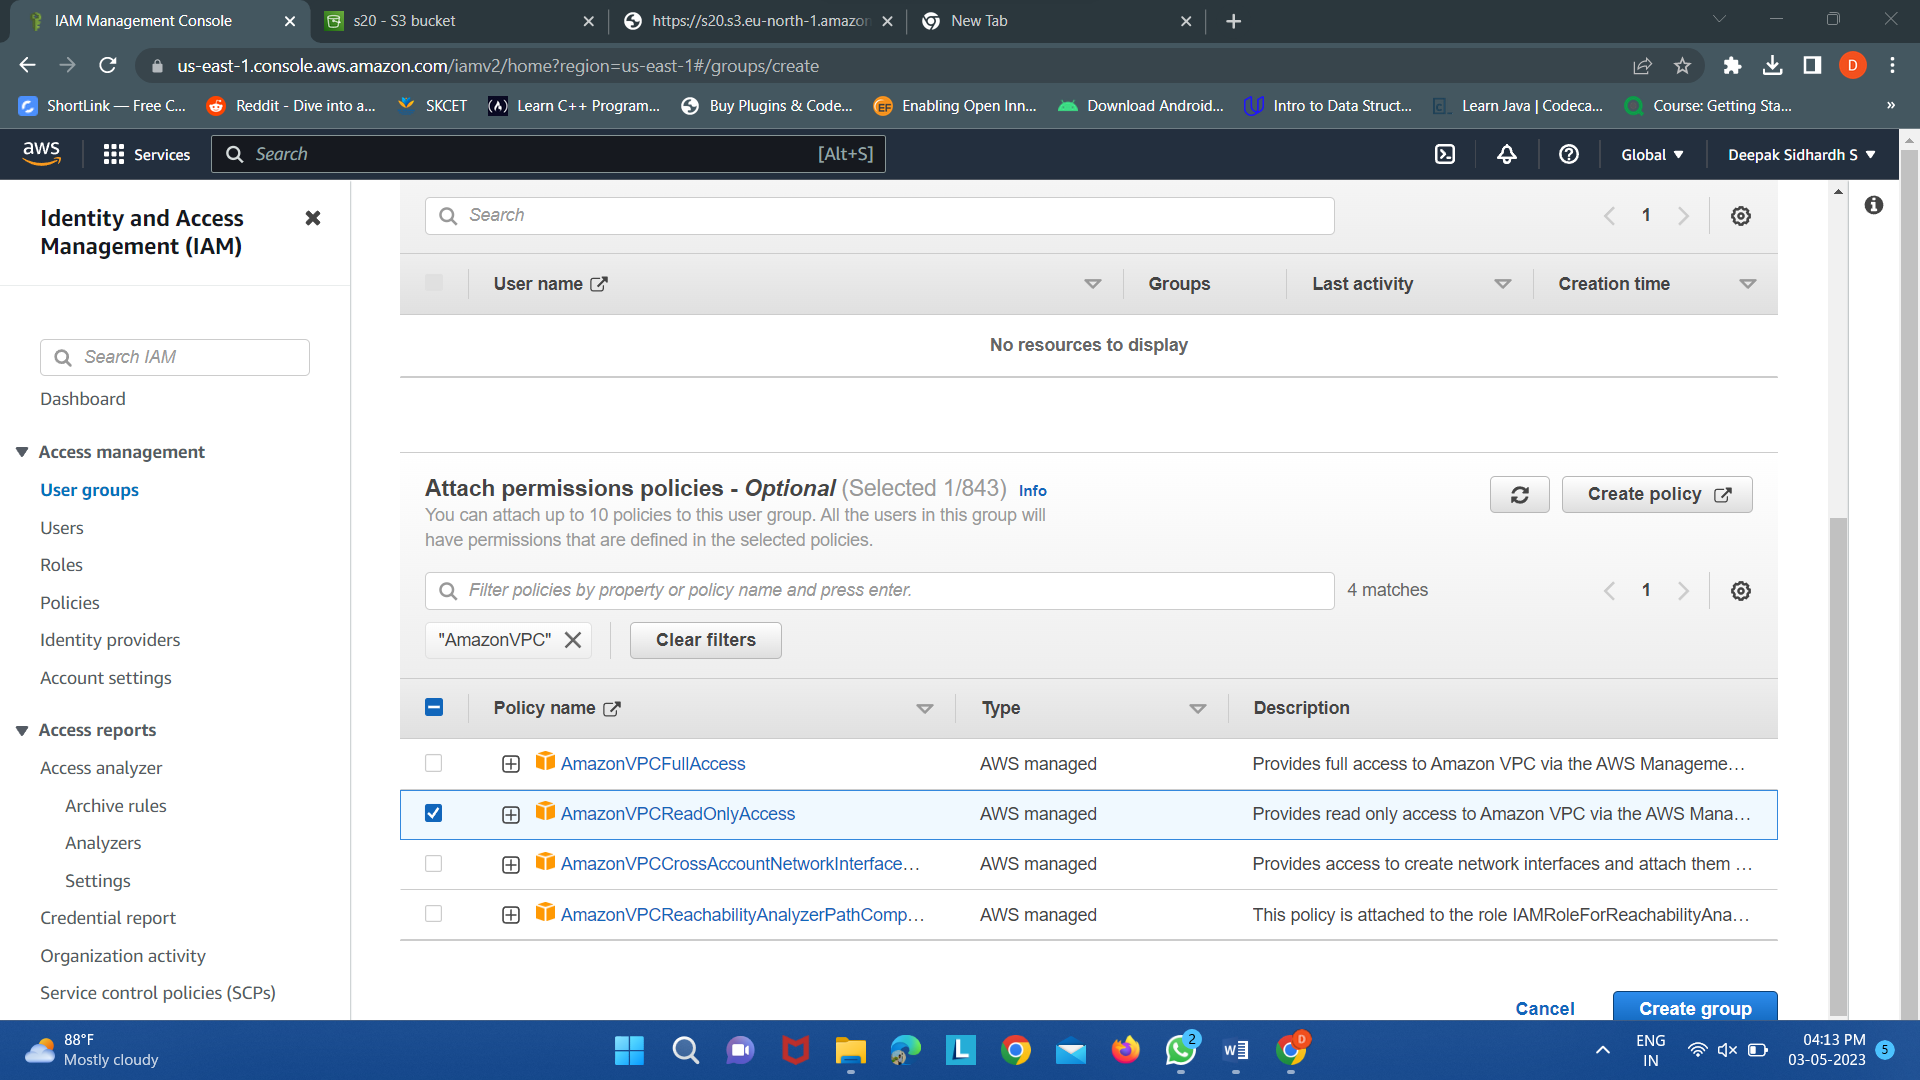 IAM Management Console
s20 - S3 bucket
https://s20.s3.eu-north-1.amazon
New Tab
us-east-1.console.aws.amazon.com/iamv2/home?region=us-east-1#/groups/create
D
ShortLink — Free C...
Reddit - Dive into a...
SKCET
Learn C++ Program...
Buy Plugins & Code...
Enabling Open Inn...
Download Android...
Intro to Data Struct...
Learn Java | Codeca...
Course: Getting Sta...
»
aws
Services
Search
[Alt+S]
Global
Deepak Sidhardh S
Identity and Access
Management (IAM)
Search IAM
Dashboard
Access management
User groups
Users
Roles
Policies
Identity providers
Account settings
Access reports
Access analyzer
Archive rules
Analyzers
Settings
Credential report
Organization activity
Service control policies (SCPs)
Search
1
User name
Groups
Last activity
Creation time
No resources to display
Attach permissions policies - Optional (Selected 1/843) Info
You can attach up to 10 policies to this user group. All the users in this group will
have permissions that are defined in the selected policies.
Create policy
Filter policies by property or policy name and press enter.
4 matches
1
"AmazonVPC"
Clear filters
Policy name
Type
Description
AmazonVPCFullAccess
AWS managed
Provides full access to Amazon VPC via the AWS Manageme…
AmazonVPCReadOnlyAccess
AWS managed
Provides read only access to Amazon VPC via the AWS Mana…
AmazonVPCCrossAccountNetworkInterface…
AWS managed
Provides access to create network interfaces and attach them …
AmazonVPCReachabilityAnalyzerPathComp…
AWS managed
This policy is attached to the role IAMRoleForReachabilityAna…
Cancel
Create group
88°F
Mostly cloudy
L
2
W
D
ENG
IN
04:13 PM
03-05-2023
5